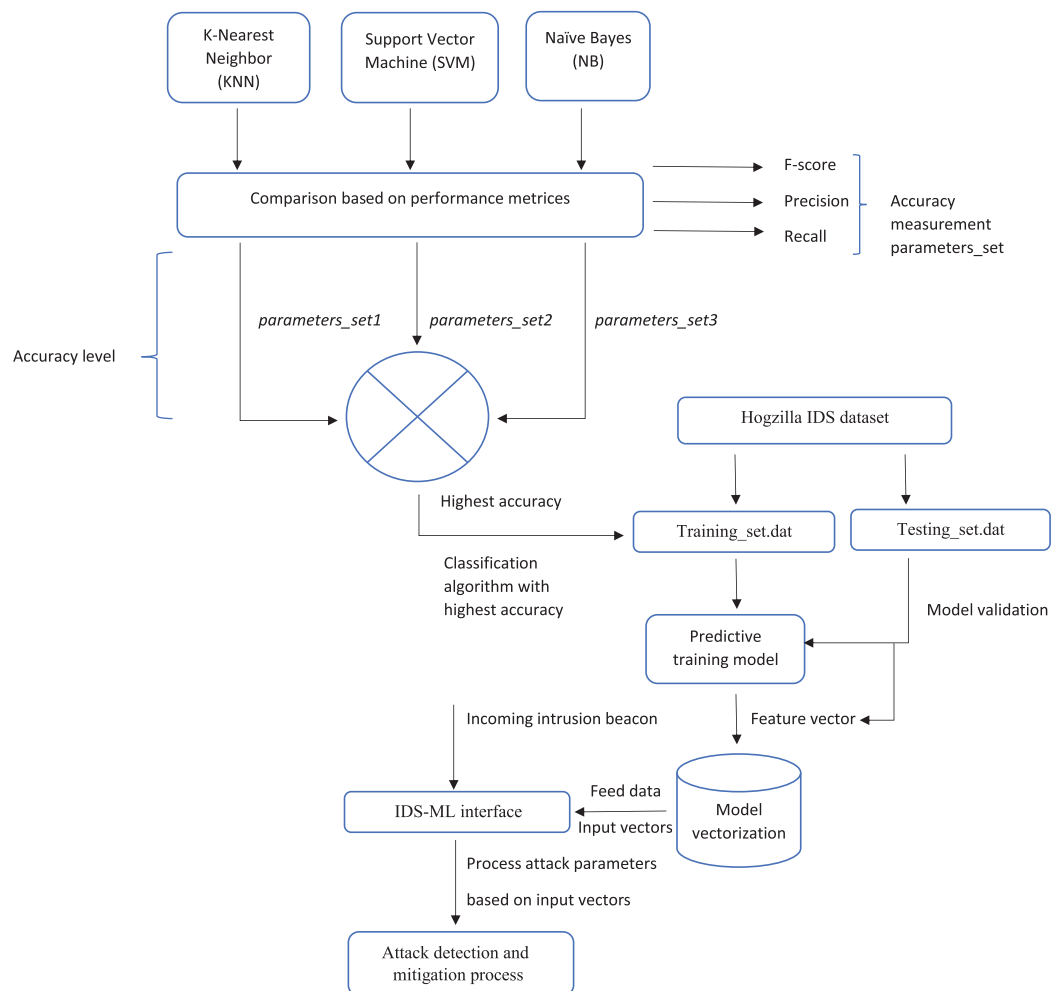 K-Nearest
Neighbor
(KNN)
Support Vector
Machine (SVM)
Naïve Bayes
(NB)
Comparison based on performance metrices
F-score
Precision
Recall
Accuracy
measurement
parameters_set
Accuracy level
parameters_set1
parameters_set2
parameters_set3
Hogzilla IDS dataset
Highest accuracy
Classification
algorithm with
highest accuracy
Training_set.dat
Testing_set.dat
Model validation
Predictive
training model
Feature vector
Incoming intrusion beacon
Feed data
Input vectors
Model
vectorization
IDS-ML interface
Process attack parameters
based on input vectors
Attack detection and
mitigation process